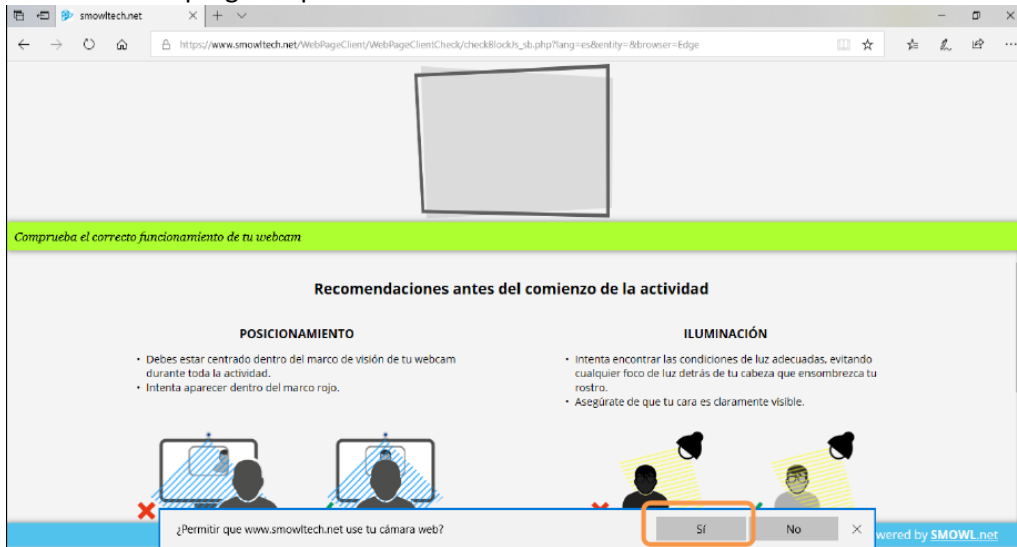 smowltech.net
https://www.smowltech.net/WebPageClient/WebPageClientCheck/checkBlockJs_sb.php?lang=es&entity=&browser=Edge
Comprueba el correcto funcionamiento de tu webcam
Recomendaciones antes del comienzo de la actividad
POSICIONAMIENTO
• Debes estar centrado dentro del marco de visión de tu webcam
durante toda la actividad.
• Intenta aparecer dentro del marco rojo.
ILUMINACIÓN
• Intenta encontrar las condiciones de luz adecuadas, evitando
cualquier foco de luz detrás de tu cabeza que ensombrezca tu
rostro.
• Asegúrate de que tu cara es claramente visible.
¿Permitir que www.smowltech.net use tu cámara web?
Sí
No
wered by SMOWL.net